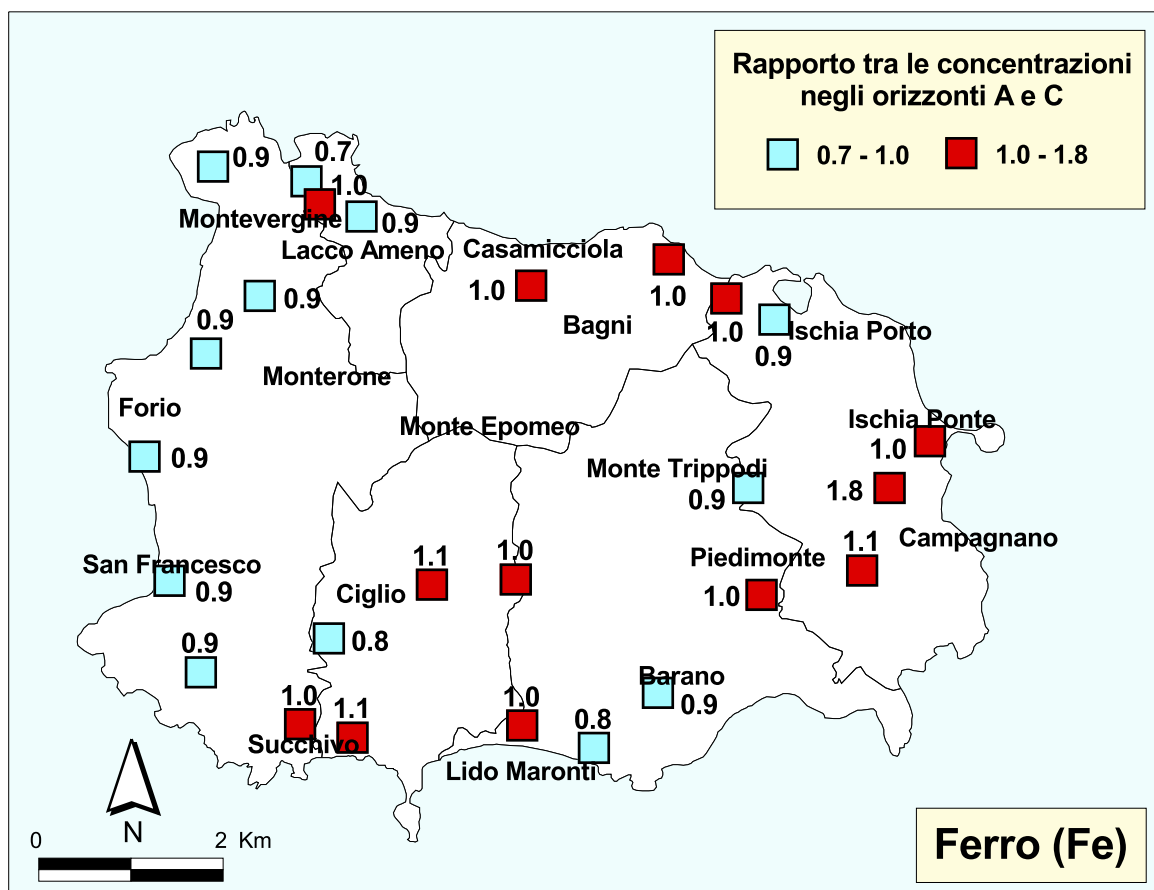 Rapporto tra le concentrazioni
negli orizzonti A e C
0.7 - 1.0
1.0 - 1.8
0.9
0.7
1.0
Montevergine
0.9
Lacco Ameno
Casamicciola
1.0
1.0
0.9
0.9
Bagni
1.0
Ischia Porto
0.9
Monterone
Forio
Monte Epomeo
Ischia Ponte
1.0
0.9
Monte Trippodi
0.9
1.8
Campagnano
San Francesco
0.9
1.1
1.0
Piedimonte
1.1
Ciglio
1.0
0.8
0.9
Barano
0.9
1.0
1.1
1.0
0.8
Succhivo
Lido Maronti
N
0
2 Km
Ferro (Fe)